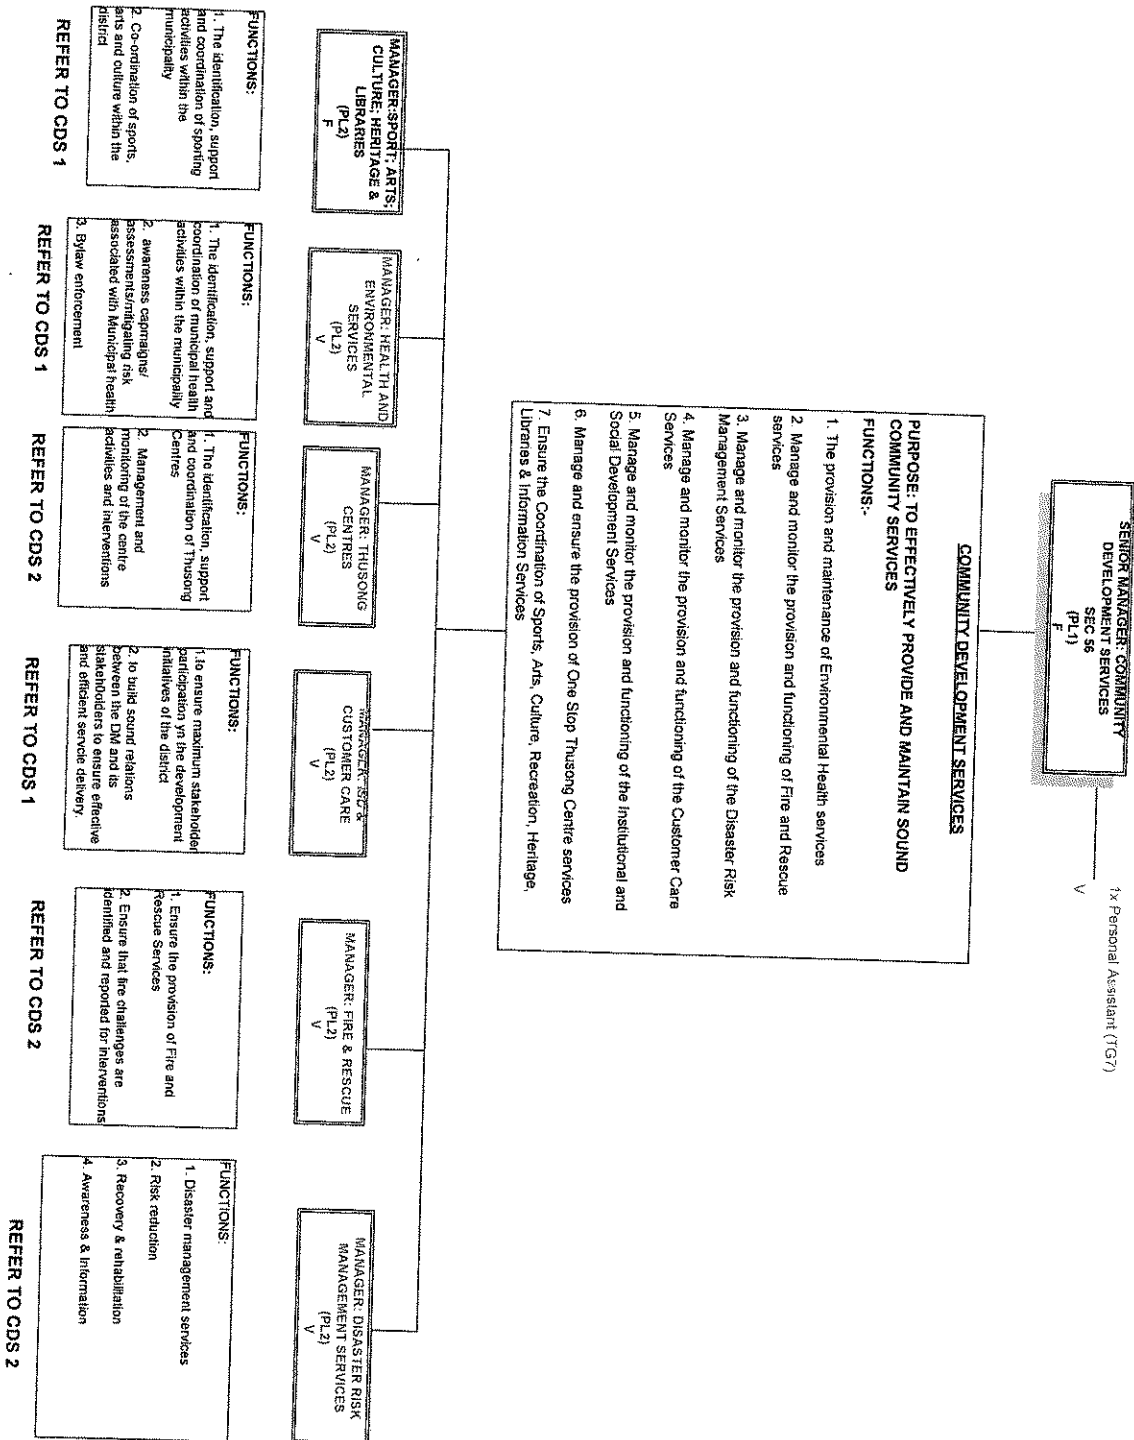 SENIOR MANAGER: COMMUNITY
DEVELOPMENT SERVICES
SEC 56
(PL1)
F
1x Personal Assistant (TG7)
V
COMMUNITY DEVELOPMENT SERVICES
PURPOSE: TO EFFECTIVELY PROVIDE AND MAINTAIN SOUND
COMMUNITY SERVICES
FUNCTIONS:-
1. The provision and maintenance of Environmental Health services
2. Manage and monitor the provision and functioning of Fire and Rescue
services
3. Manage and monitor the provision and functioning of the Disaster Risk
Management Services
4. Manage and monitor the provision and functioning of the Customer Care
Services
5. Manage and monitor the provision and functioning of the Institutional and
Social Development Services
6. Manage and ensure the provision of One Stop Thusong Centre services
7. Ensure the Coordination of Sports, Arts, Culture, Recreation, Heritage,
Libraries & Information Services
MANAGER:SPORT; ARTS;
CULTURE; HERITAGE &
LIBRARIES
(PL2)
F
FUNCTIONS:
1. The identification, support
and coordination of sporting
activities within the
municipality
2. Co-ordination of sports,
arts and culture within the
district
REFER TO CDS 1
MANAGER: HEALTH AND
ENVIRONMENTAL
SERVICES
(PL2)
V
FUNCTIONS:
1. The identification, support and
coordination of municipal health
activities within the municipality
2. awareness capmaigns/
assessments/mitigating risk
associated with Municipal health
3. Bylaw enforcement
REFER TO CDS 1
MANAGER: THUSONG
CENTRES
(PL2)
V
FUNCTIONS:
1. The identification, support
and coordination of Thusong
Centres
2. Management and
monitoring of the centre
activities and interventions
REFER TO CDS 2
MANAGER: ISD &
CUSTOMER CARE
(PL2)
V
FUNCTIONS:
1.to ensure maximum stakeholder
participation yn the development
initiatives of the district
2. to build sound relations
between the DM and its
stakeh0olders to ensure effective
and efficient servcie delivery.
REFER TO CDS 1
MANAGER: FIRE & RESCUE
(PL2)
V
FUNCTIONS:
1. Ensure the provision of Fire and
Rescue Services
2. Ensure that fire challenges are
identified and reported for interventions
REFER TO CDS 2
MANAGER: DISASTER RISK
MANAGEMENT SERVICES
(PL2)
V
FUNCTIONS:
1. Disaster management services
2. Risk reduction
3. Recovery & rehabilitation
4. Awareness & Information
REFER TO CDS 2